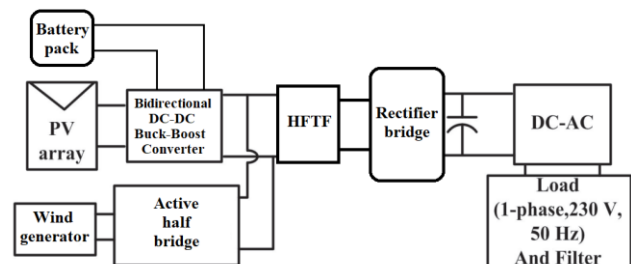 Battery
pack
PV
array
Bidirectional
DC-DC
Buck-Boost
Converter
HFTF
Rectifier
bridge
DC-AC
Wind
generator
Active
half
bridge
Load
(1-phase,230 V,
50 Hz)
And Filter